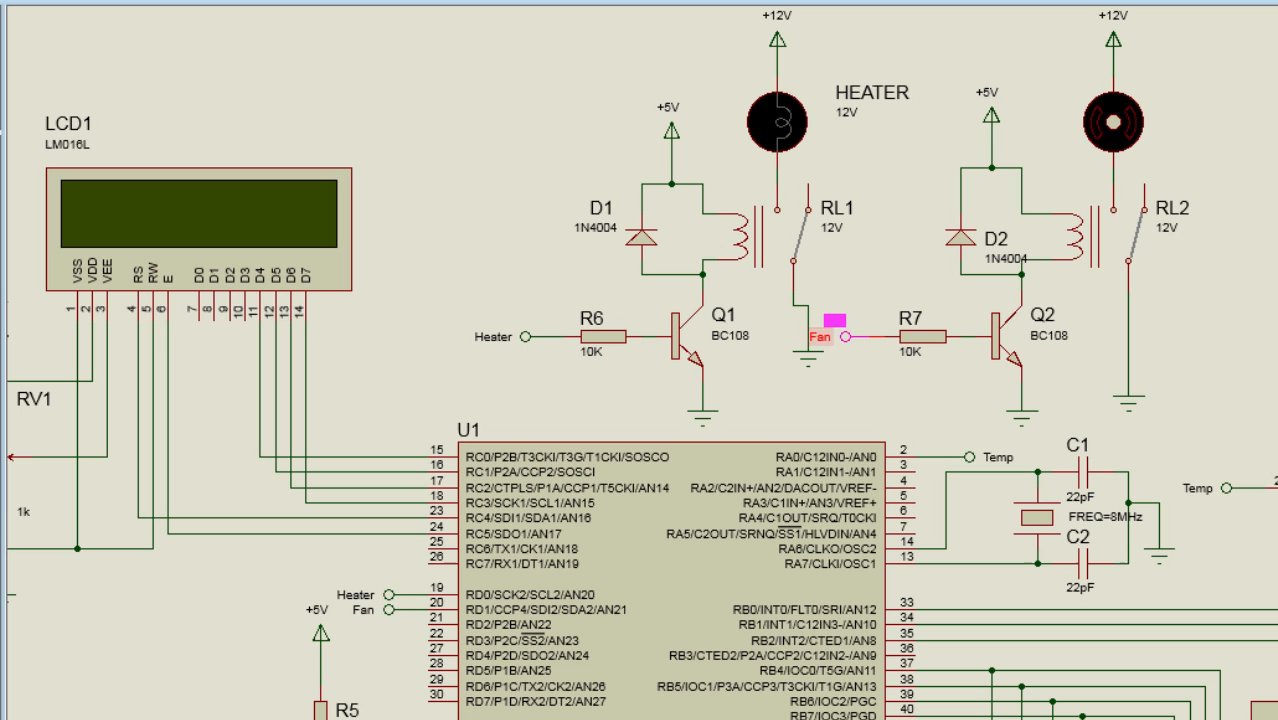 +12V
+12V
HEATER
12V
+5V
+5V
LCD1
LM016L
D1
1N4004
RL1
12V
D2
1N4004
RL2
12V
VSS
VDD
VEE
RS
RW
E
D0
D1
D2
D3
D4
D5
D6
D7
1
2
3
4
5
6
7
8
9
10
11
12
13
14
Heater
R6
10K
Q1
BC108
Fan
R7
10K
Q2
BC108
RV1
1k
U1
15 RC0/P2B/T3CKI/T3G/T1CKI/SOSCO
16 RC1/P2A/CCP2/SOSCI
17 RC2/CTPLS/P1A/CCP1/T5CKI/AN14
18 RC3/SCK1/SCL1/AN15
23 RC4/SDI1/SDA1/AN16
24 RC5/SDO1/AN17
25 RC6/TX1/CK1/AN18
26 RC7/RX1/DT1/AN19
Heater 19 RD0/SCK2/SCL2/AN20
Fan 20 RD1/CCP4/SDI2/SDA2/AN21
21 RD2/P2B/AN22
22 RD3/P2C/SS2/AN23
27 RD4/P2D/SDO2/AN24
28 RD5/P1B/AN25
29 RD6/P1C/TX2/CK2/AN26
30 RD7/P1D/RX2/DT2/AN27
RA0/C12IN0-/AN0 2 Temp
RA1/C12IN1-/AN1 3
RA2/C2IN+/AN2/DACOUT/VREF- 4
RA3/C1IN+/AN3/VREF+ 5
RA4/C1OUT/SRQ/T0CKI 6
RA5/C2OUT/SRNQ/SS1/HLVDIN/AN4 7
RA6/CLKO/OSC2 14
RA7/CLKI/OSC1 13
RB0/INT0/FLT0/SRI/AN12 33
RB1/INT1/C12IN3-/AN10 34
RB2/INT2/CTED1/AN8 35
RB3/CTED2/P2A/CCP2/C12IN2-/AN9 36
RB4/IOC0/T5G/AN11 37
RB5/IOC1/P3A/CCP3/T3CKI/T1G/AN13 38
RB6/IOC2/PGC 39
RB7/IOC3/PGD 40
C1
22pF
FREQ=8MHz
C2
22pF
Temp
+5V
R5